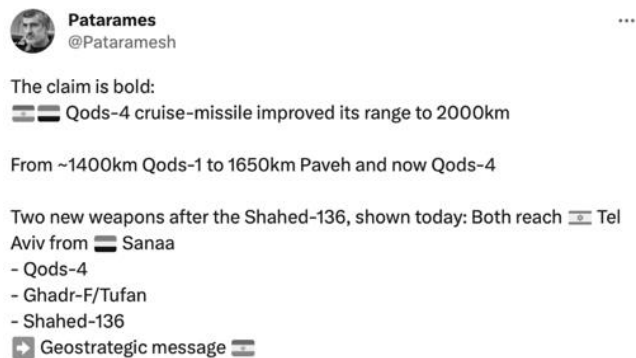 Patarames
@Pataramesh
The claim is bold:
Qods-4 cruise-missile improved its range to 2000km
From ~1400km Qods-1 to 1650km Paveh and now Qods-4
Two new weapons after the Shahed-136, shown today: Both reach Tel
Aviv from Sanaa
- Qods-4
- Ghadr-F/Tufan
- Shahed-136
Geostrategic message